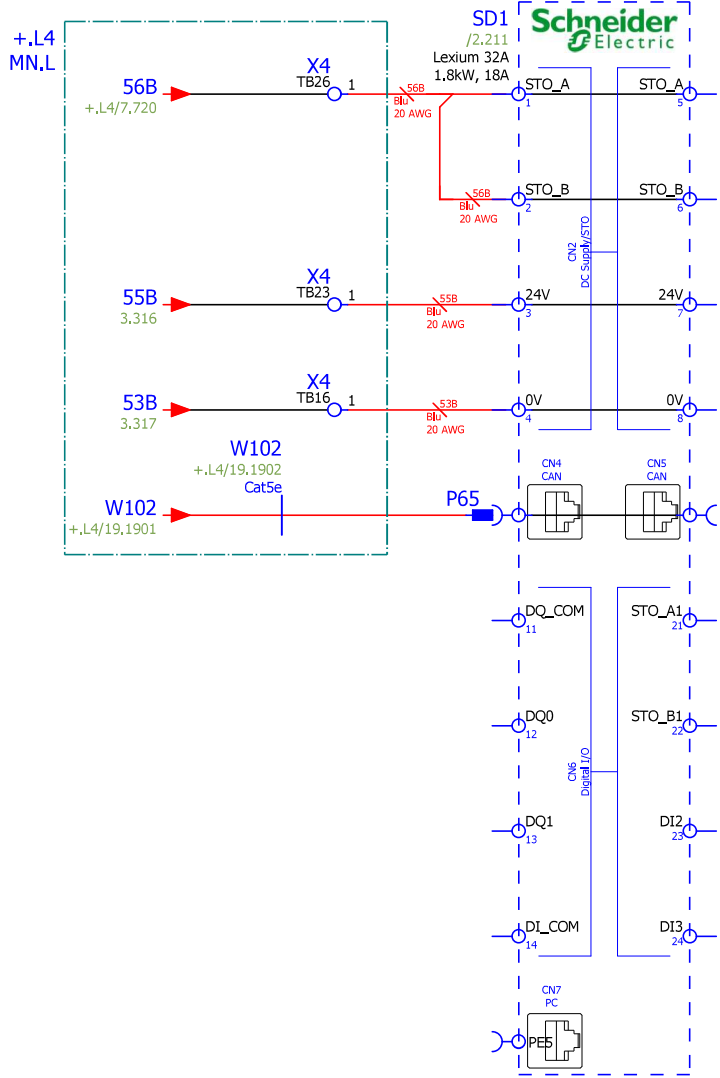 +.L4
MN.L
SD1
/2.211
Lexium 32A
1.8kW, 18A
Schneider
Electric
56B
+.L4/7.720
X4
TB26
1
56B
Blu
20 AWG
STO_A
1
STO_A
5
56B
Blu
20 AWG
STO_B
2
STO_B
6
CN2
DC Supply/STO
55B
3.316
X4
TB23
1
55B
Blu
20 AWG
24V
3
24V
7
53B
3.317
X4
TB16
1
53B
Blu
20 AWG
0V
4
0V
8
W102
+.L4/19.1902
Cat5e
W102
+.L4/19.1901
P65
CN4
CAN
CN5
CAN
DQ_COM
11
STO_A1
21
DQ0
12
STO_B1
22
CN6
Digital I/O
DQ1
13
DI2
23
DI_COM
14
DI3
24
CN7
PC
PE5